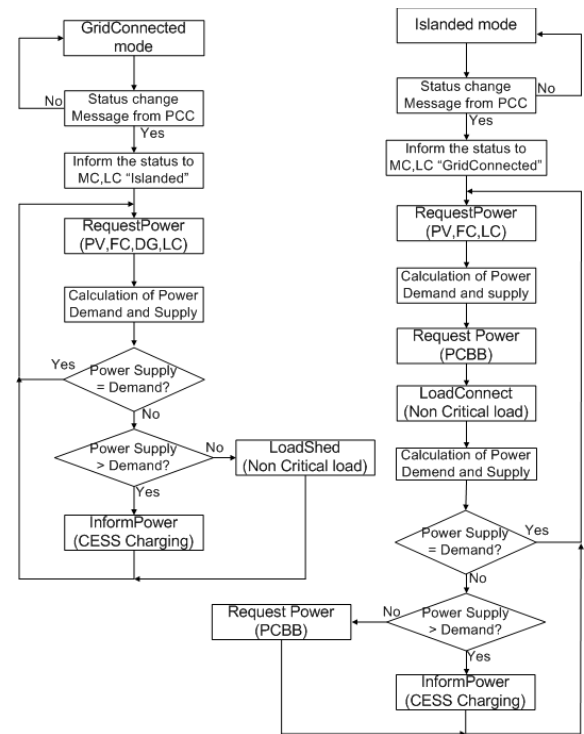 GridConnected
mode
No
Status change
Message from PCC
Yes
Inform the status to
MC,LC “Islanded”
RequestPower
(PV,FC,DG,LC)
Calculation of Power
Demand and Supply
Yes
Power Supply
= Demand?
No
Power Supply
> Demand?
No
LoadShed
(Non Critical load)
Yes
InformPower
(CESS Charging)
Islanded mode
Status change
Message from PCC
No
Yes
Inform the status to
MC,LC “GridConnected”
RequestPower
(PV,FC,LC)
Calculation of Power
Demand and supply
Request Power
(PCBB)
LoadConnect
(Non Critical load)
Calculation of Power
Demend and Supply
Power Supply
= Demand?
Yes
No
Power Supply
> Demand?
No
Request Power
(PCBB)
Yes
InformPower
(CESS Charging)